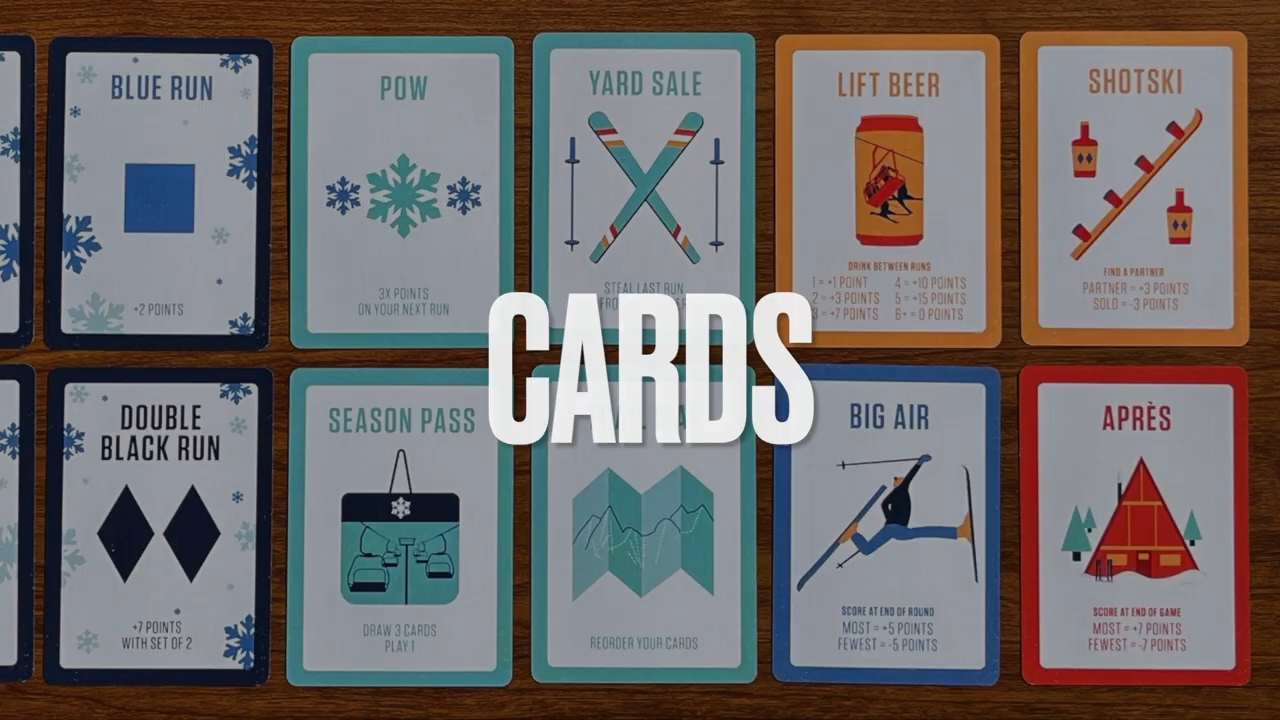 BLUE RUN
+2 POINTS
POW
3X POINTS
ON YOUR NEXT RUN
YARD SALE
STEAL LAST RUN
LIFT BEER
DRINK BETWEEN RUNS
1 = +1 POINT 4 = +10 POINTS
2 = +3 POINTS 5 = +15 POINTS
3 = +7 POINTS 6+ = 0 POINTS
SHOTSKI
FIND A PARTNER
PARTNER = +3 POINTS
SOLO = -3 POINTS
CARDS
DOUBLE
BLACK RUN
+7 POINTS
WITH SET OF 2
SEASON PASS
DRAW 3 CARDS
PLAY 1
REORDER YOUR CARDS
BIG AIR
SCORE AT END OF ROUND
MOST = +5 POINTS
FEWEST = -5 POINTS
APRÈS
SCORE AT END OF GAME
MOST = +7 POINTS
FEWEST = -7 POINTS